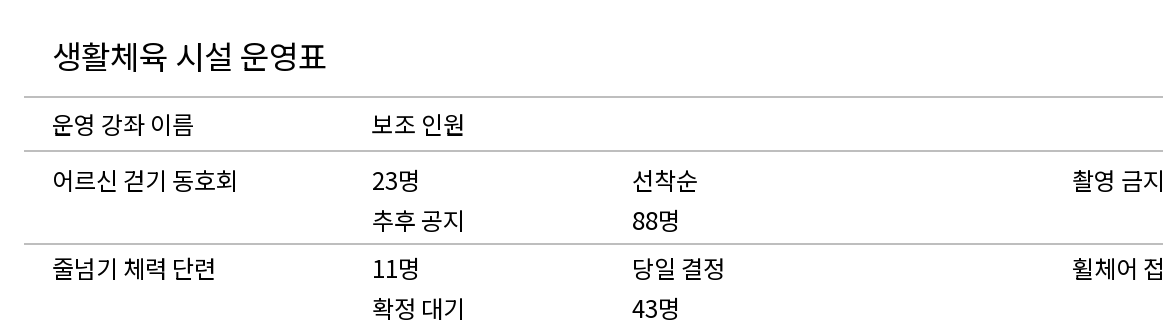 생활체육 시설 운영표
운영 강좌 이름 보조 인원
어르신 걷기 동호회 23명 선착순 촬영 금지
추후 공지 88명
줄넘기 체력 단련 11명 당일 결정 휠체어
확정 대기 43명